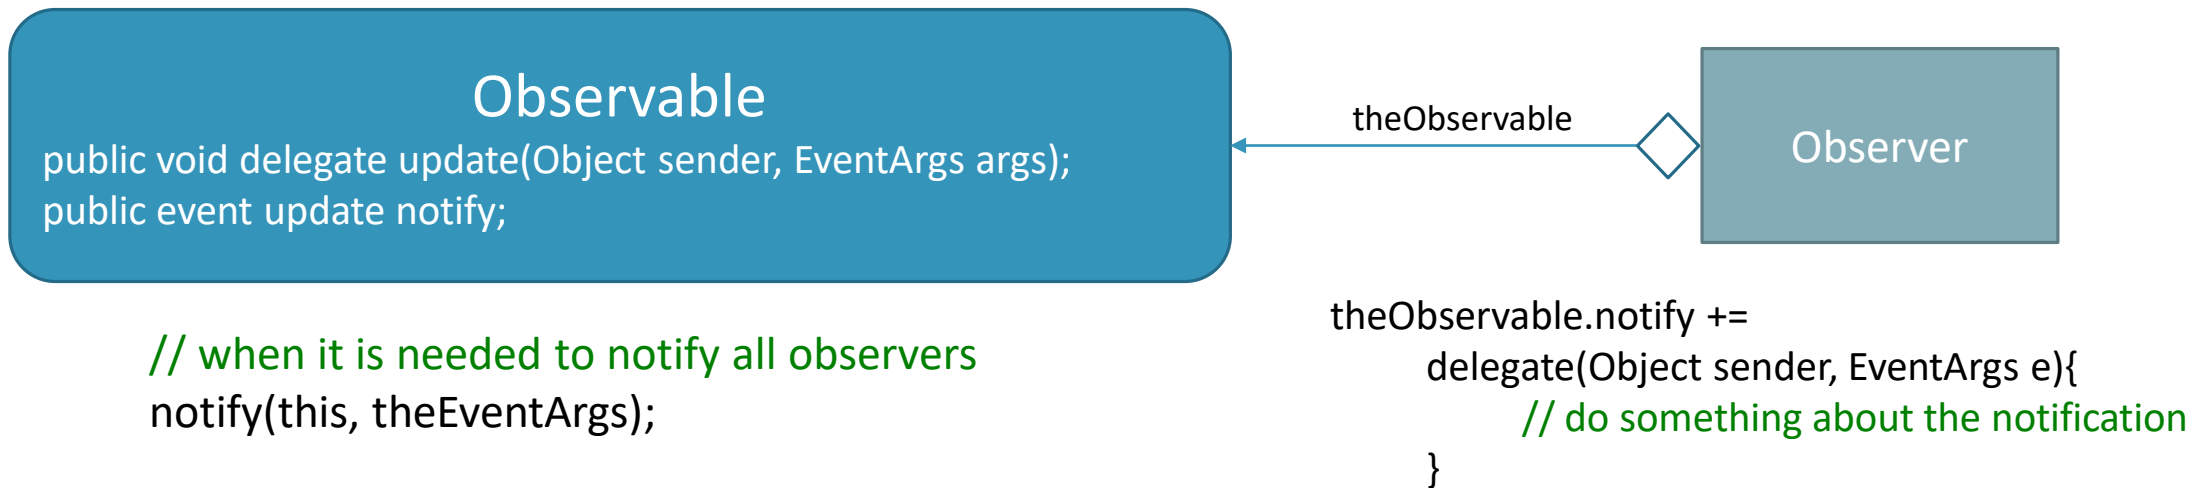 Observable
public void delegate update(Object sender, EventArgs args);
public event update notify;
theObservable
Observer
// when it is needed to notify all observers
notify(this, theEventArgs);
theObservable.notify +=
delegate(Object sender, EventArgs e){
// do something about the notification
}